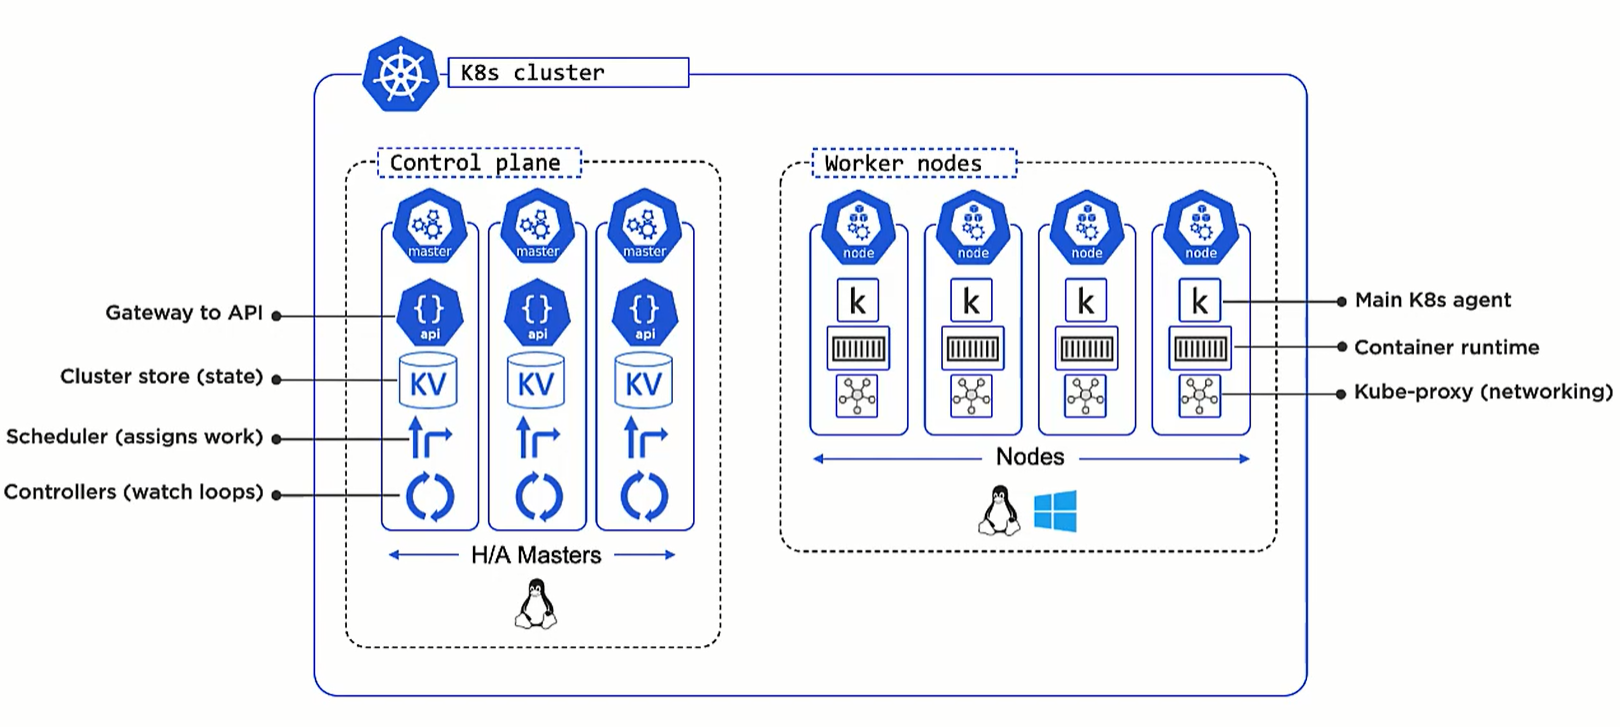 K8s cluster
Control plane
master
master
master
{}
{}
{}
api
api
api
KV
KV
KV
H/A Masters
Gateway to API
Cluster store (state)
Scheduler (assigns work)
Controllers (watch loops)
Worker nodes
node
node
node
node
k
k
k
k
Nodes
Main K8s agent
Container runtime
Kube-proxy (networking)